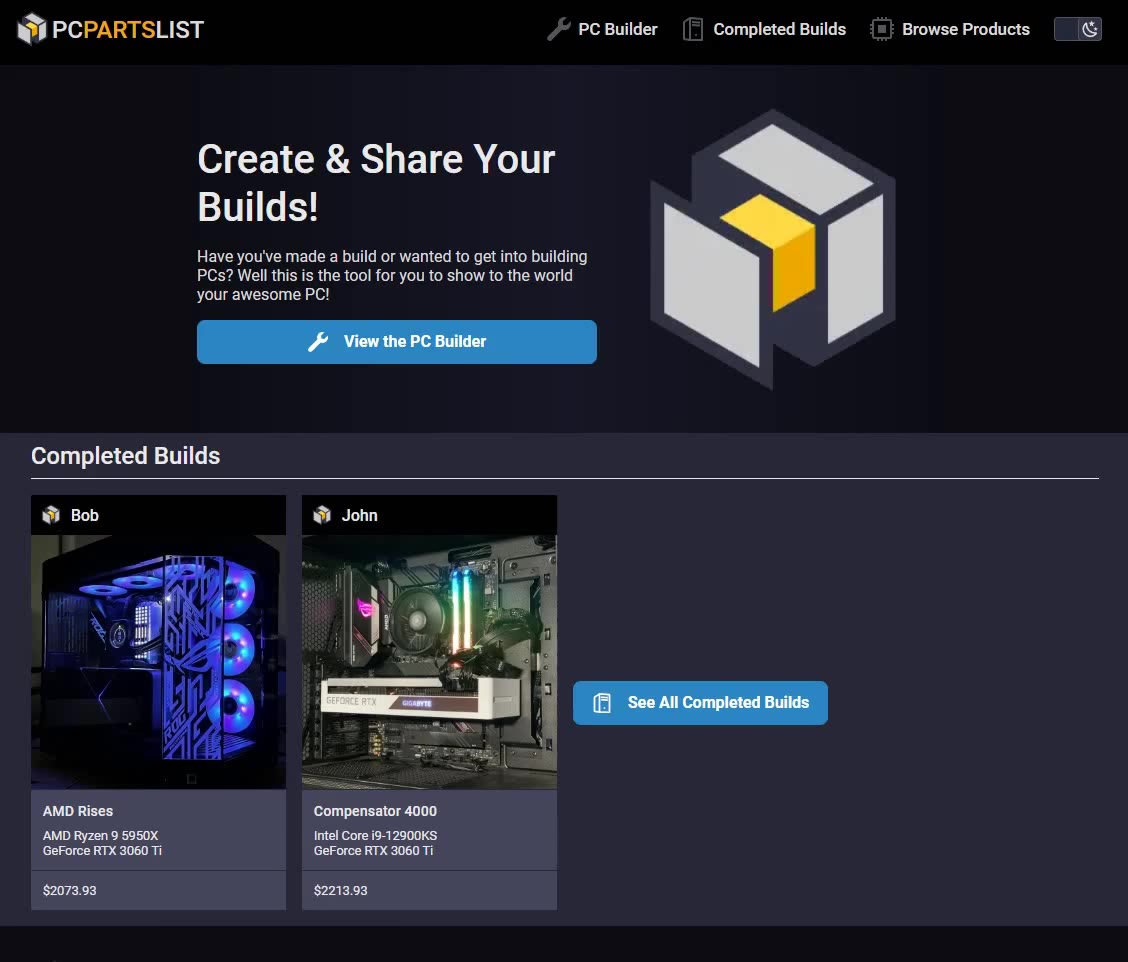 PCPARTSLIST
PC Builder
Completed Builds
Browse Products
Create & Share Your
Builds!
Have you've made a build or wanted to get into building
PCs? Well this is the tool for you to show to the world
your awesome PC!
View the PC Builder
Completed Builds
Bob
John
GEFORCE RTX
GIGABYTE
See All Completed Builds
AMD Rises
AMD Ryzen 9 5950X
GeForce RTX 3060 Ti
$2073.93
Compensator 4000
Intel Core i9-12900KS
GeForce RTX 3060 Ti
$2213.93